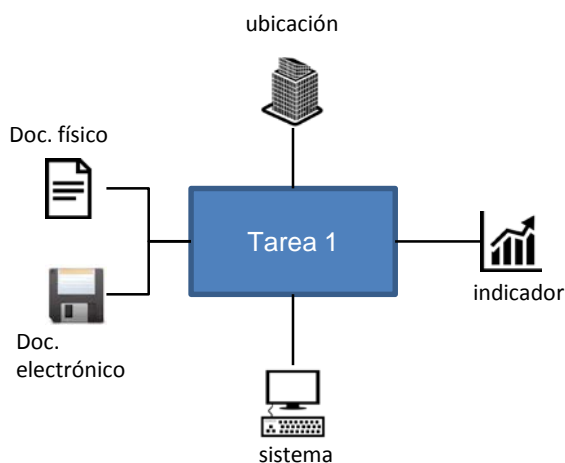 ubicación
Doc. físico
Tarea 1
indicador
Doc.
electrónico
sistema